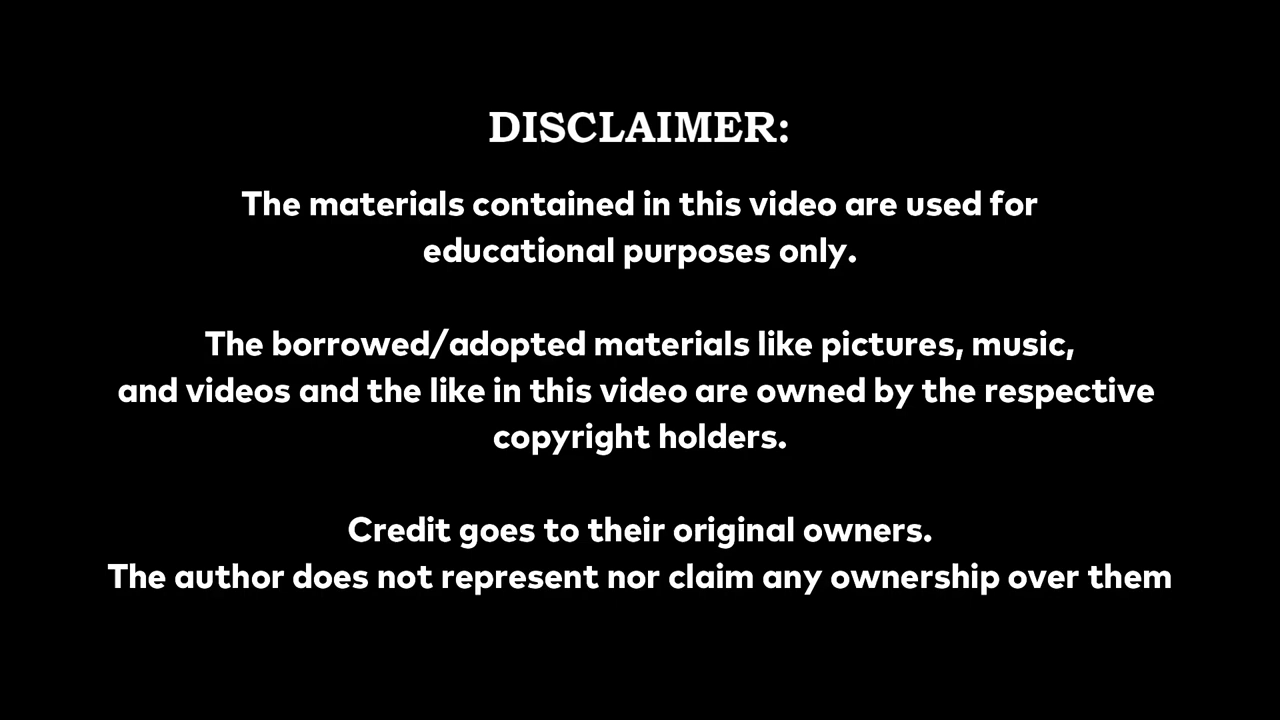 DISCLAIMER:
The materials contained in this video are used for
educational purposes only.
The borrowed/adopted materials like pictures, music,
and videos and the like in this video are owned by the respective
copyright holders.
Credit goes to their original owners.
The author does not represent nor claim any ownership over them